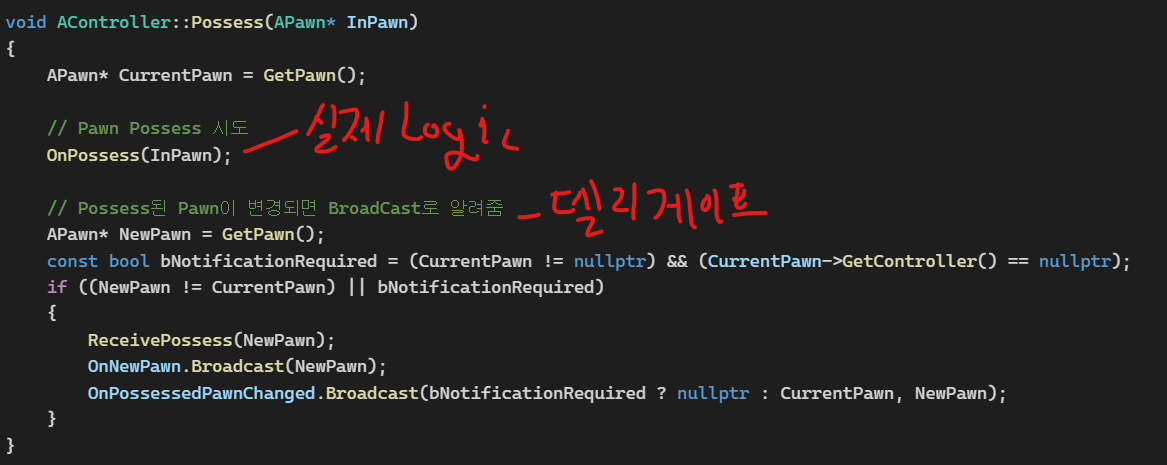 void AController::Possess(APawn* InPawn)
{
APawn* CurrentPawn = GetPawn();
// Pawn Possess 시도
실제 Logic
OnPossess(InPawn);
// Possess된 Pawn이 변경되면 BroadCast로 알려줌
델리게이트
APawn* NewPawn = GetPawn();
const bool bNotificationRequired = (CurrentPawn != nullptr) && (CurrentPawn->GetController() == nullptr);
if ((NewPawn != CurrentPawn) || bNotificationRequired)
{
ReceivePossess(NewPawn);
OnNewPawn.Broadcast(NewPawn);
OnPossessedPawnChanged.Broadcast(bNotificationRequired ? nullptr : CurrentPawn, NewPawn);
}
}